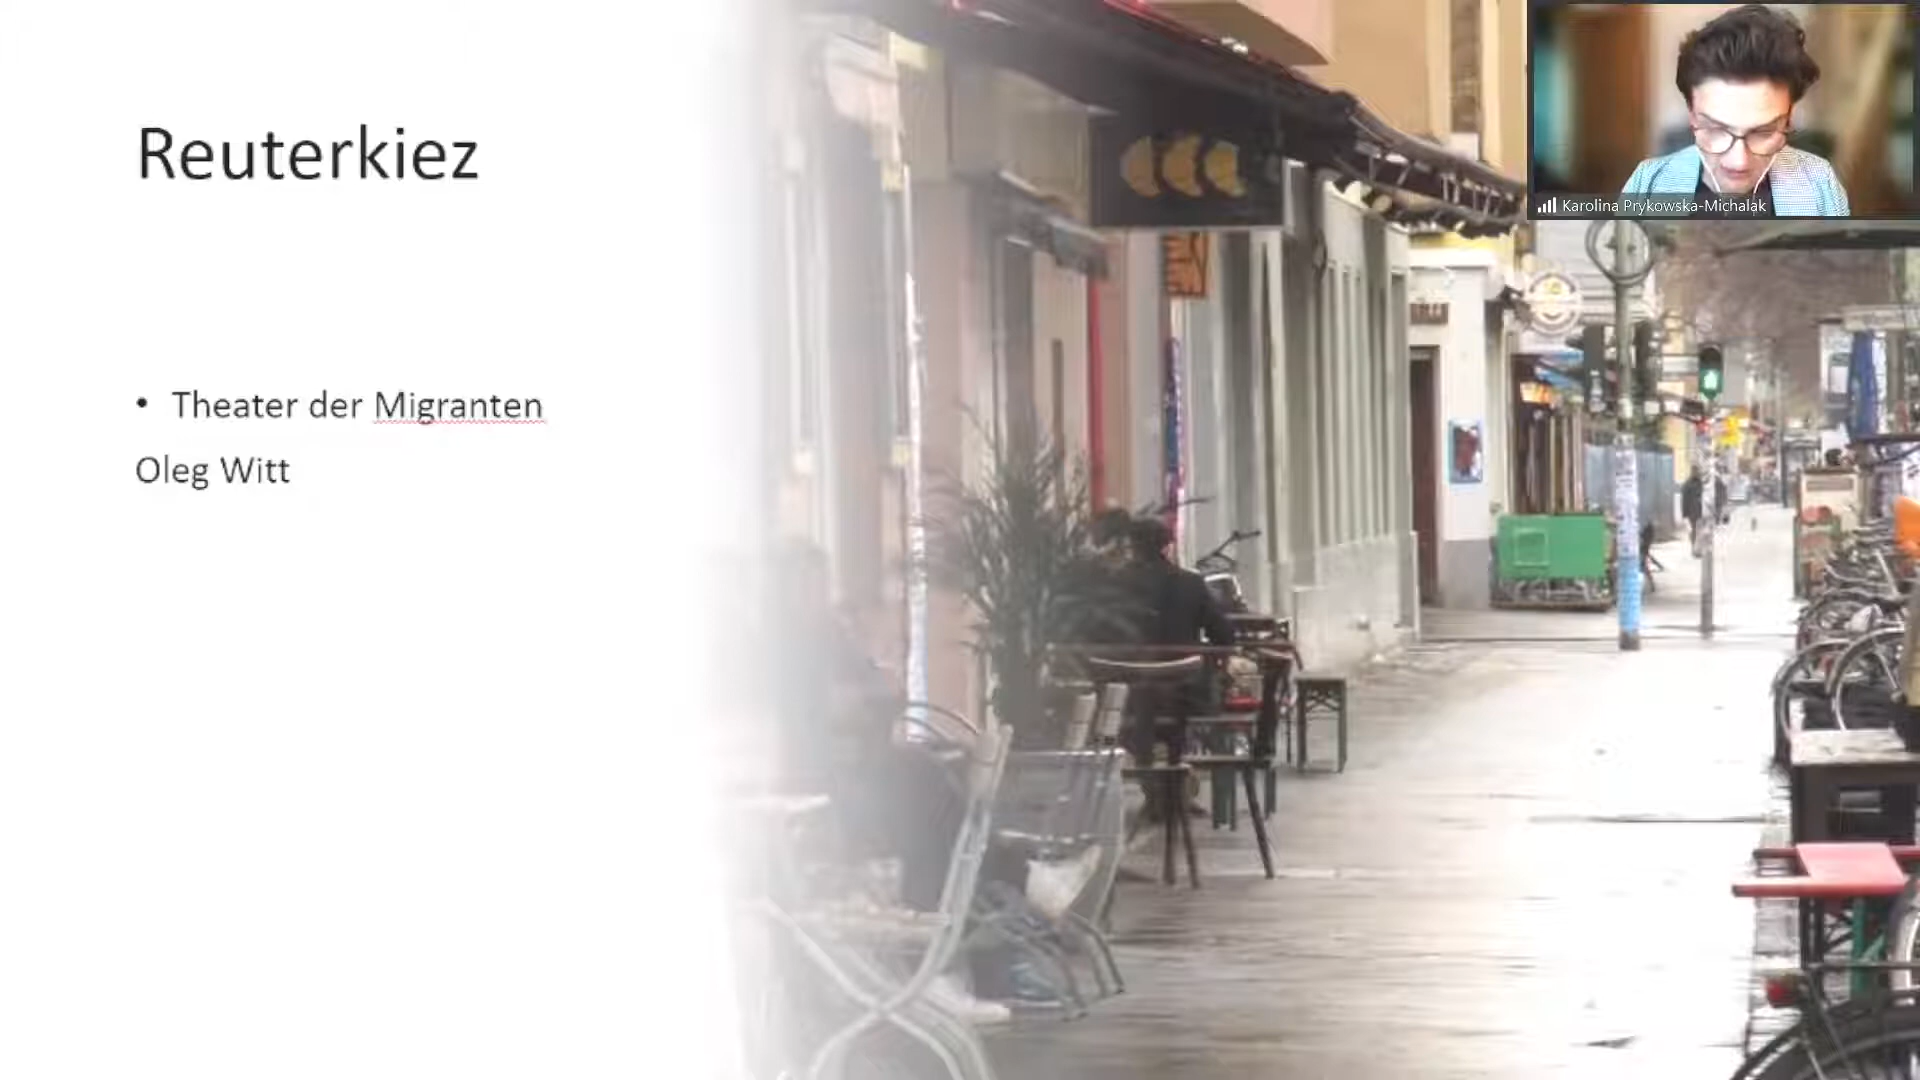 Reuterkiez
• Theater der Migranten
Oleg Witt
Karolina Prykowska-Michalak